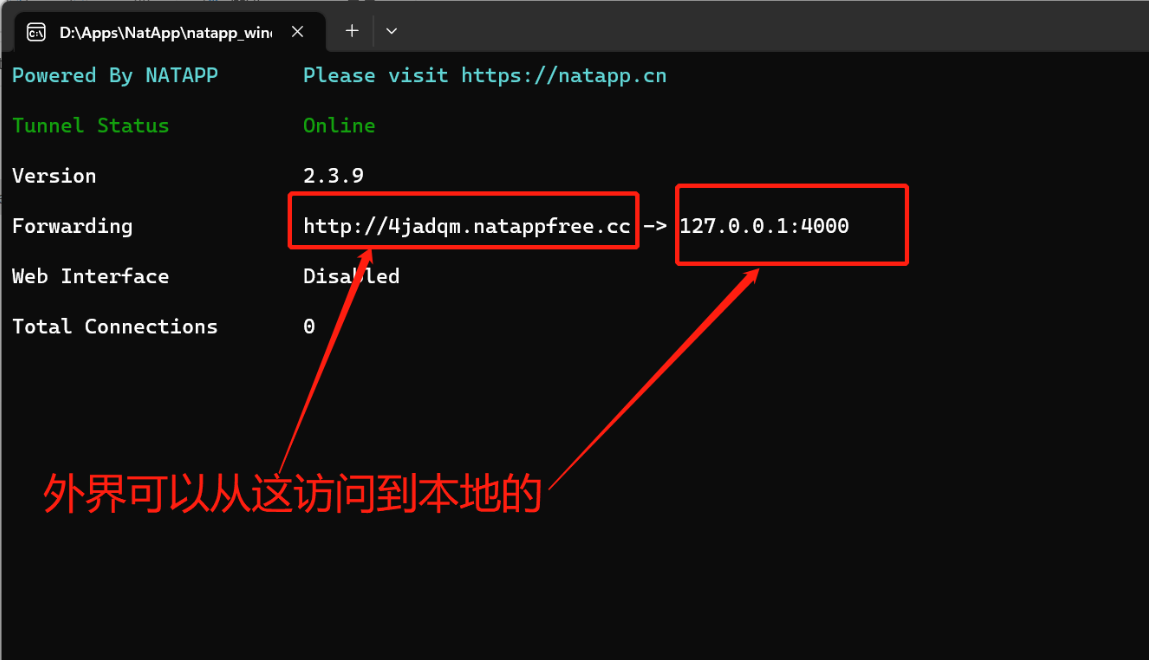 D:\Apps\NatApp\natapp_wind
Powered By NATAPP Please visit https://natapp.cn
Tunnel Status Online
Version 2.3.9
Forwarding http://4jadqm.natappfree.cc -> 127.0.0.1:4000
Web Interface Disabled
Total Connections 0
外界可以从这访问到本地的